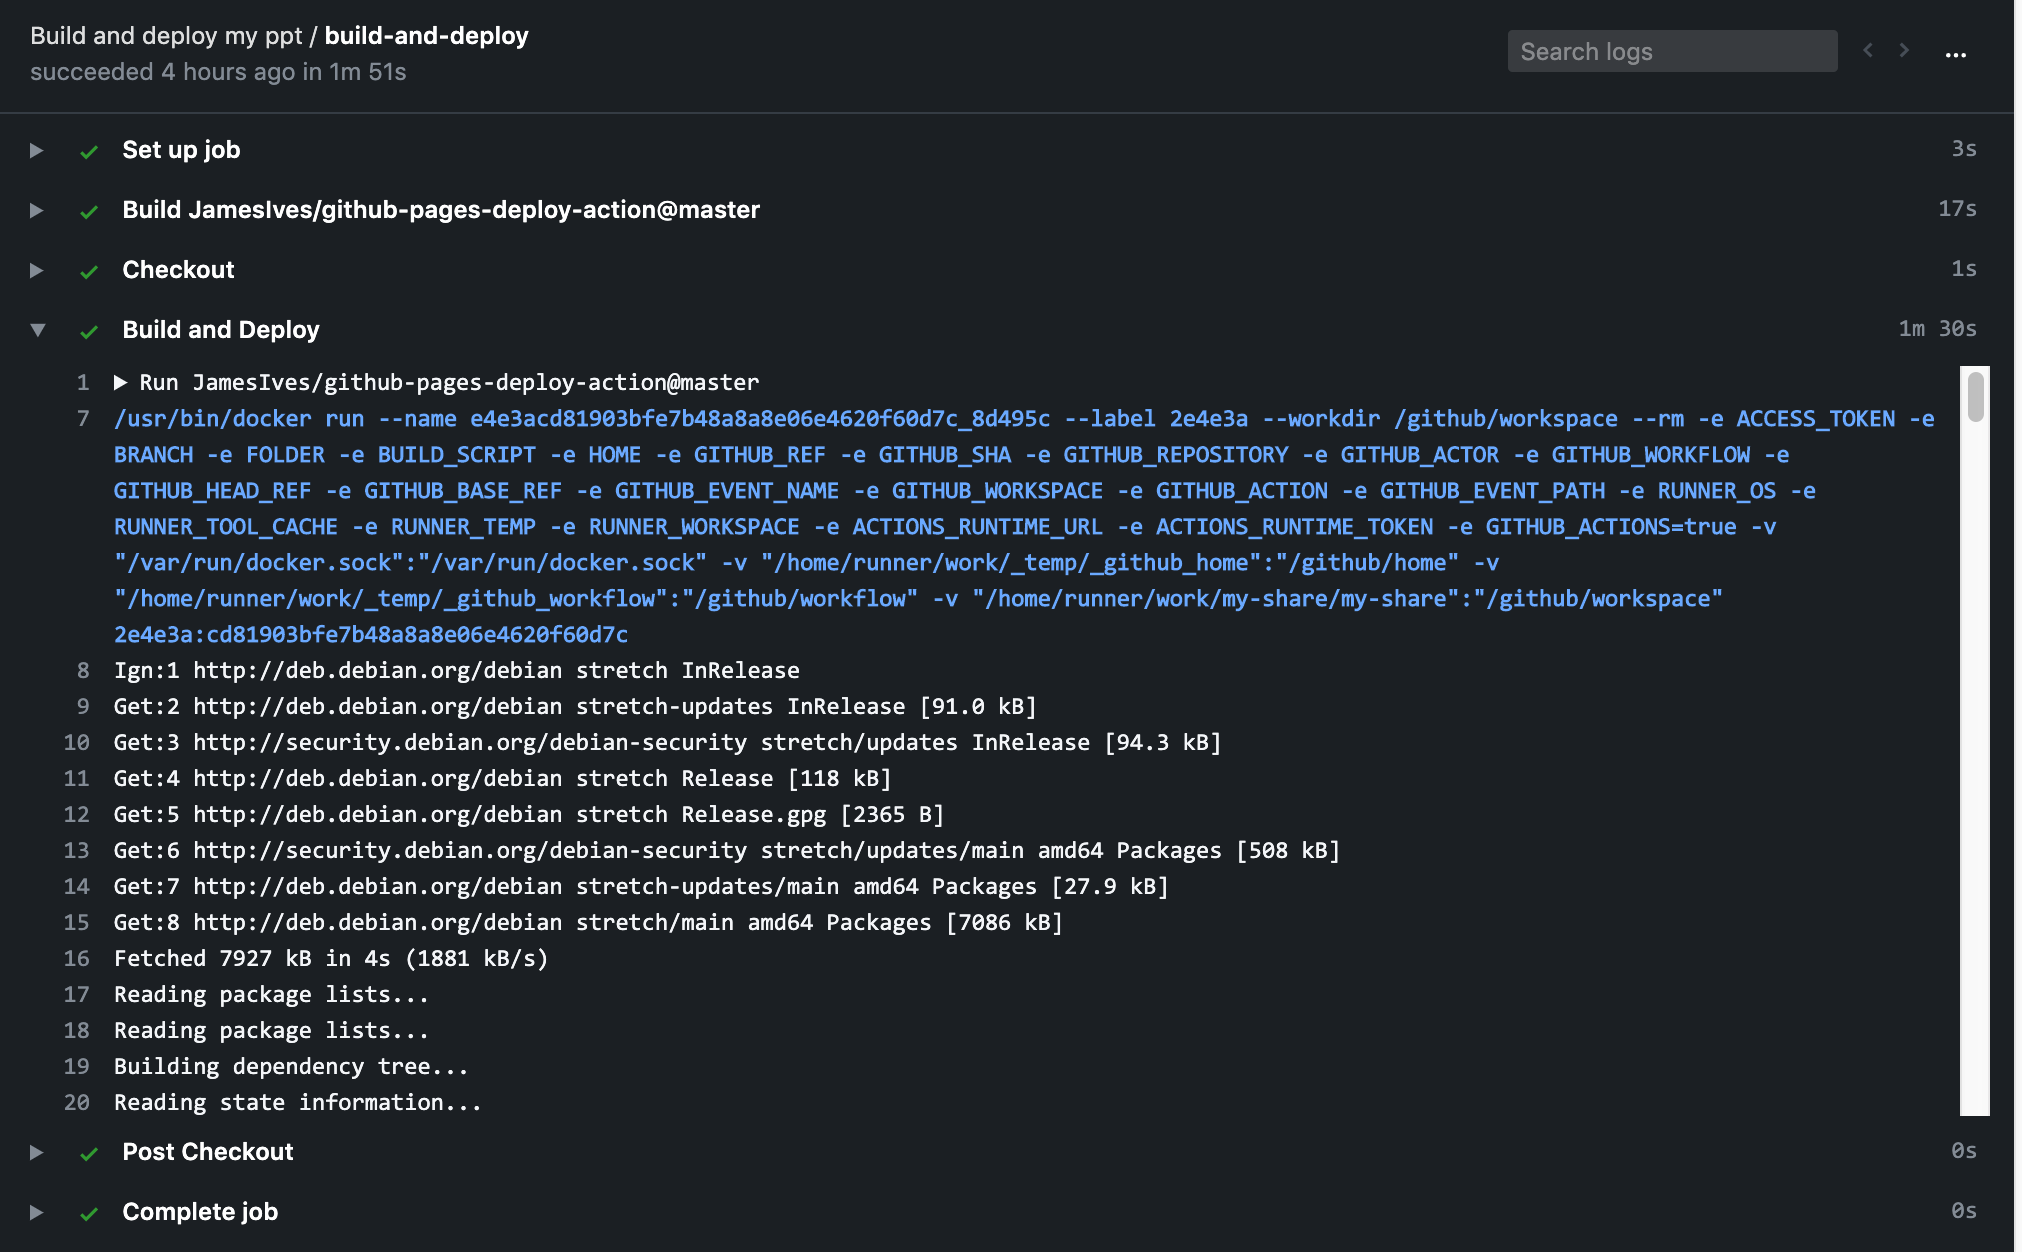 Build and deploy my ppt / build-and-deploy
succeeded 4 hours ago in 1m 51s
Search logs
...
Set up job 3s
Build JamesIves/github-pages-deploy-action@master 17s
Checkout 1s
Build and Deploy 1m 30s
1 Run JamesIves/github-pages-deploy-action@master
7 /usr/bin/docker run --name e4e3acd81903bfe7b48a8a8e06e4620f60d7c_8d495c --label 2e4e3a --workdir /github/workspace --rm -e ACCESS_TOKEN -e
BRANCH -e FOLDER -e BUILD_SCRIPT -e HOME -e GITHUB_REF -e GITHUB_SHA -e GITHUB_REPOSITORY -e GITHUB_ACTOR -e GITHUB_WORKFLOW -e
GITHUB_HEAD_REF -e GITHUB_BASE_REF -e GITHUB_EVENT_NAME -e GITHUB_WORKSPACE -e GITHUB_ACTION -e GITHUB_EVENT_PATH -e RUNNER_OS -e
RUNNER_TOOL_CACHE -e RUNNER_TEMP -e RUNNER_WORKSPACE -e ACTIONS_RUNTIME_URL -e ACTIONS_RUNTIME_TOKEN -e GITHUB_ACTIONS=true -v
"/var/run/docker.sock":"/var/run/docker.sock" -v "/home/runner/work/_temp/_github_home":"/github/home" -v
"/home/runner/work/_temp/_github_workflow":"/github/workflow" -v "/home/runner/work/my-share/my-share":"/github/workspace"
2e4e3a:cd81903bfe7b48a8a8e06e4620f60d7c
8 Ign:1 http://deb.debian.org/debian stretch InRelease
9 Get:2 http://deb.debian.org/debian stretch-updates InRelease [91.0 kB]
10 Get:3 http://security.debian.org/debian-security stretch/updates InRelease [94.3 kB]
11 Get:4 http://deb.debian.org/debian stretch Release [118 kB]
12 Get:5 http://deb.debian.org/debian stretch Release.gpg [2365 B]
13 Get:6 http://security.debian.org/debian-security stretch/updates/main amd64 Packages [508 kB]
14 Get:7 http://deb.debian.org/debian stretch-updates/main amd64 Packages [27.9 kB]
15 Get:8 http://deb.debian.org/debian stretch/main amd64 Packages [7086 kB]
16 Fetched 7927 kB in 4s (1881 kB/s)
17 Reading package lists...
18 Reading package lists...
19 Building dependency tree...
20 Reading state information...
Post Checkout 0s
Complete job 0s